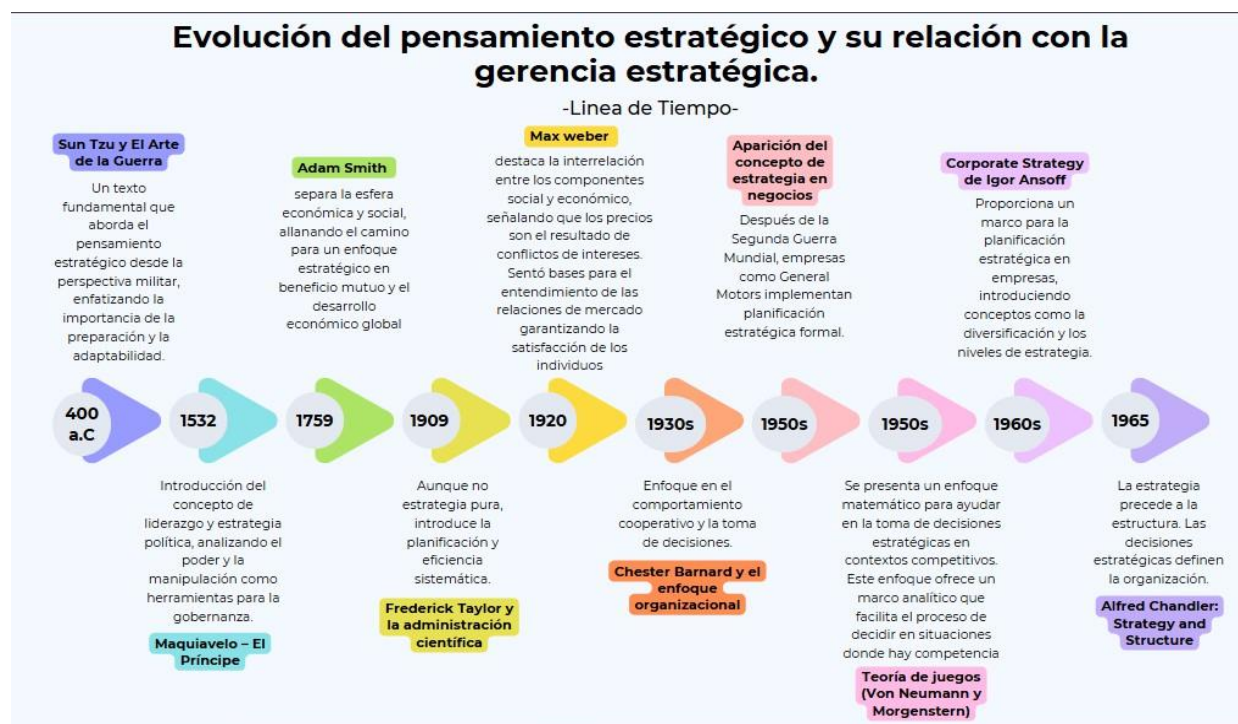 Evolución del pensamiento estratégico y su relación con la
gerencia estratégica.
-Linea de Tiempo-
Sun Tzu y El Arte
de la Guerra
Un texto
fundamental que
aborda el
pensamiento
estratégico desde la
perspectiva militar,
enfatizando la
importancia de la
preparación y la
adaptabilidad.
400
a.C
1532
Introducción del
concepto de
liderazgo y estrategia
política, analizando el
poder y la
manipulación como
herramientas para la
gobernanza.
Maquiavelo – El
Príncipe
Adam Smith
separa la esfera
económica y social,
allanando el camino
para un enfoque
estratégico en
beneficio mutuo y el
desarrollo
económico global
1759
1909
Aunque no
estrategia pura,
introduce la
planificación y
eficiencia
sistemática.
Frederick Taylor y
la administración
científica
Max weber
destaca la interrelación
entre los componentes
social y económico,
señalando que los precios
son el resultado de
conflictos de intereses.
Sentó bases para el
entendimiento de las
relaciones de mercado
garantizando la
satisfacción de los
individuos
1920
1930s
Enfoque en el
comportamiento
cooperativo y la toma
de decisiones.
Chester Barnard y el
enfoque
organizacional
Aparición del
concepto de
estrategia en
negocios
Después de la
Segunda Guerra
Mundial, empresas
como General
Motors implementan
planificación
estratégica formal.
1950s
1950s
Se presenta un enfoque
matemático para ayudar
en la toma de decisiones
estratégicas en
contextos competitivos.
Este enfoque ofrece un
marco analítico que
facilita el proceso de
decidir en situaciones
donde hay competencia
Teoría de juegos
(Von Neumann y
Morgenstern)
Corporate Strategy
de Igor Ansoff
Proporciona un
marco para la
planificación
estratégica en
empresas,
introduciendo
conceptos como la
diversificación y los
niveles de estrategia.
1960s
1965
La estrategia
precede a la
estructura. Las
decisiones
estratégicas definen
la organización.
Alfred Chandler:
Strategy and
Structure